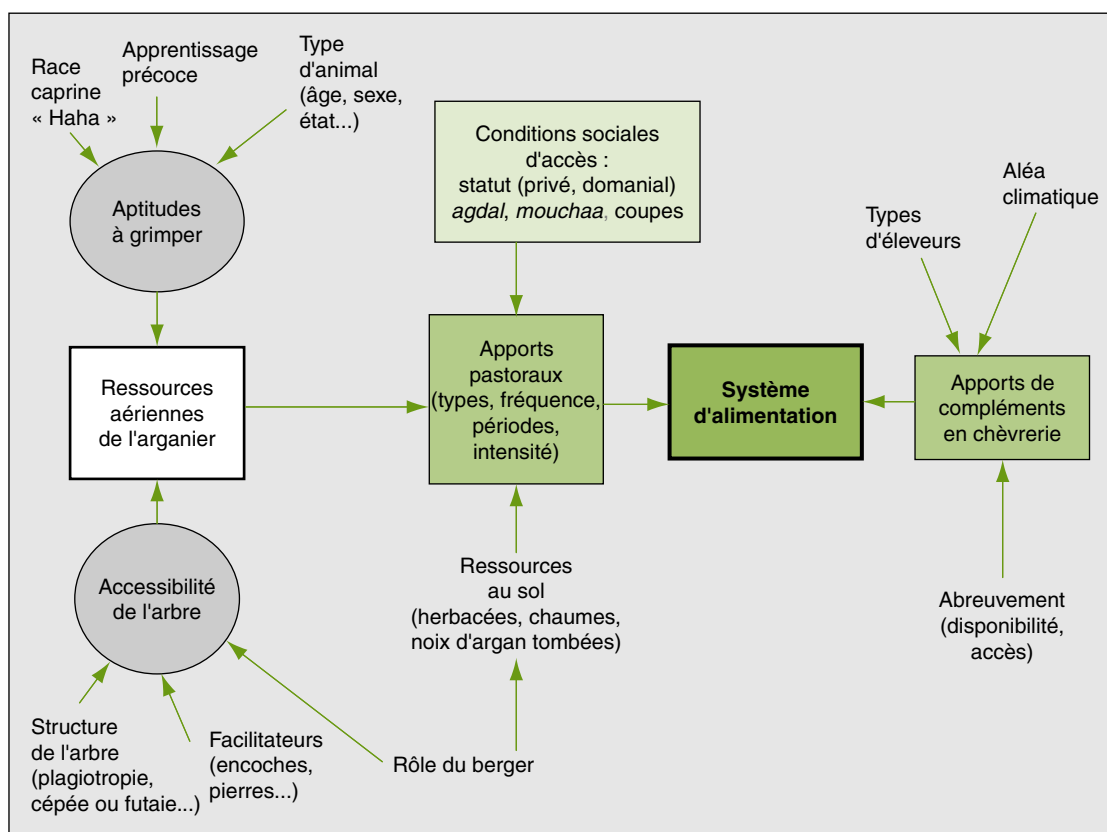 Race
caprine
« Haha »
Apprentissage
précoce
Type
d'animal
(âge, sexe,
état...)
Aptitudes
à grimper
Conditions sociales
d'accès :
statut (privé, domanial)
agdal, mouchaa, coupes
Types
d'éleveurs
Aléa
climatique
Ressources
aériennes
de l'arganier
Apports
pastoraux
(types, fréquence,
périodes,
intensité)
Système
d'alimentation
Apports de
compléments
en chèvrerie
Accessibilité
de l'arbre
Ressources
au sol
(herbacées, chaumes,
noix d'argan tombées)
Abreuvement
(disponibilité,
accès)
Structure
de l'arbre
(plagiotropie,
cépée ou futaie...)
Facilitateurs
(encoches,
pierres...)
Rôle du berger